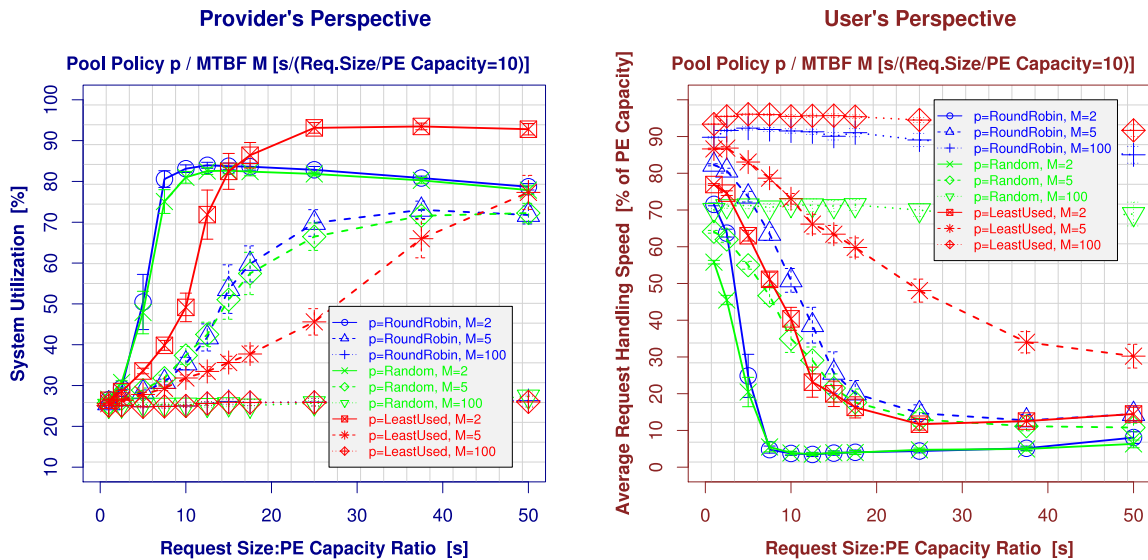 Provider's Perspective
Pool Policy p / MTBF M [s/(Req.Size/PE Capacity=10)]
System Utilization [%]
100
90
80
70
60
50
40
30
20
10
p=RoundRobin, M=2
p=RoundRobin, M=5
p=RoundRobin, M=100
p=Random, M=2
p=Random, M=5
p=Random, M=100
p=LeastUsed, M=2
p=LeastUsed, M=5
p=LeastUsed, M=100
0 10 20 30 40 50
Request Size:PE Capacity Ratio [s]
User's Perspective
Pool Policy p / MTBF M [s/(Req.Size/PE Capacity=10)]
Average Request Handling Speed [% of PE Capacity]
90
80
70
60
50
40
30
20
10
0
p=RoundRobin, M=2
p=RoundRobin, M=5
p=RoundRobin, M=100
p=Random, M=2
p=Random, M=5
p=Random, M=100
p=LeastUsed, M=2
p=LeastUsed, M=5
p=LeastUsed, M=100
0 10 20 30 40 50
Request Size:PE Capacity Ratio [s]